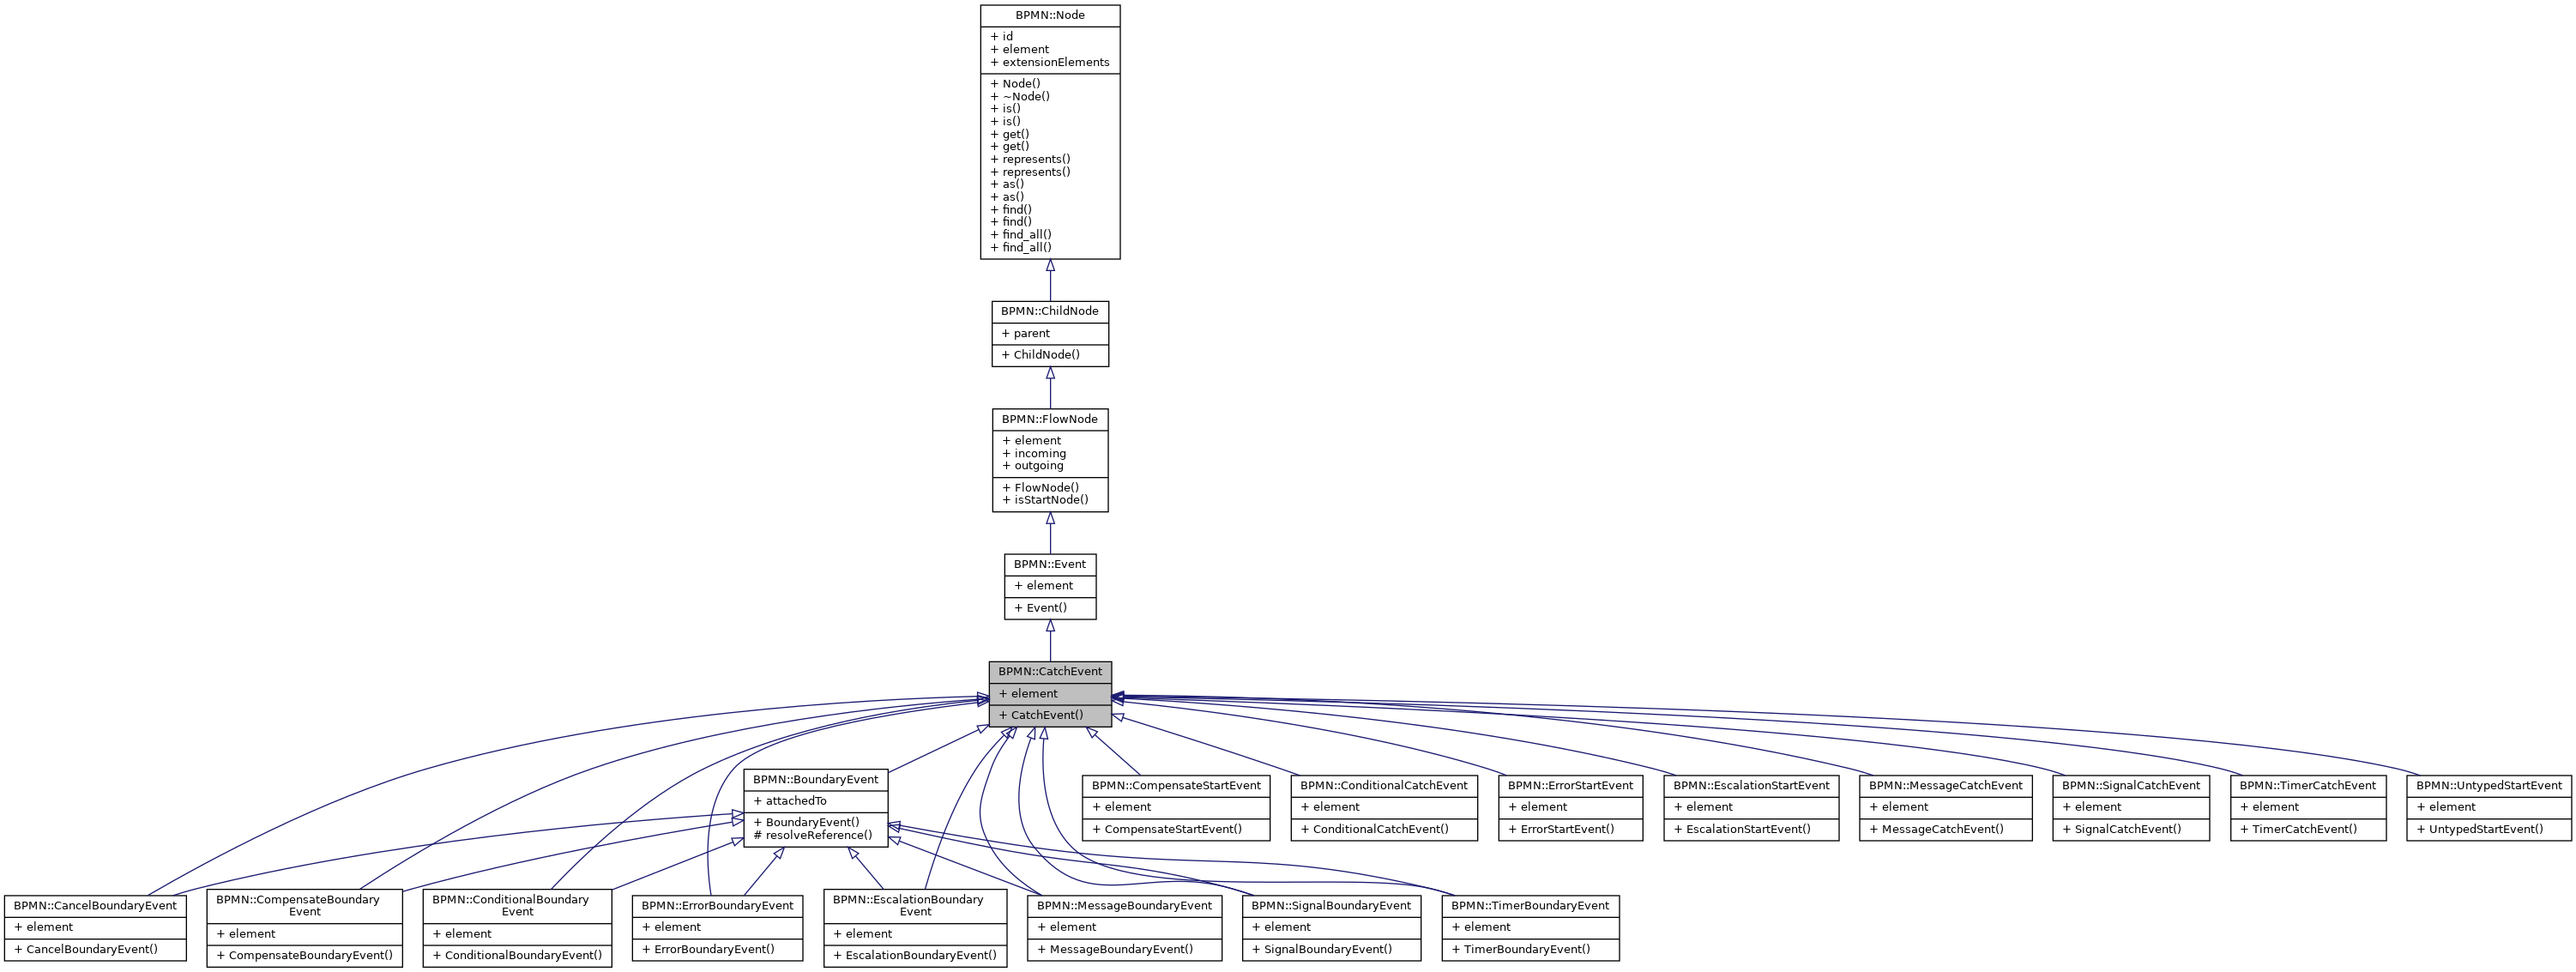 BPMN::Node
+ id
+ element
+ extensionElements
+ Node()
+ ~Node()
+ is()
+ is()
+ get()
+ get()
+ represents()
+ represents()
+ as()
+ as()
+ find()
+ find()
+ find_all()
+ find_all()
BPMN::ChildNode
+ parent
+ ChildNode()
BPMN::FlowNode
+ element
+ incoming
+ outgoing
+ FlowNode()
+ isStartNode()
BPMN::Event
+ element
+ Event()
BPMN::CatchEvent
+ element
+ CatchEvent()
BPMN::BoundaryEvent
+ attachedTo
+ BoundaryEvent()
# resolveReference()
BPMN::CompensateStartEvent
+ element
+ CompensateStartEvent()
BPMN::ConditionalCatchEvent
+ element
+ ConditionalCatchEvent()
BPMN::ErrorStartEvent
+ element
+ ErrorStartEvent()
BPMN::EscalationStartEvent
+ element
+ EscalationStartEvent()
BPMN::MessageCatchEvent
+ element
+ MessageCatchEvent()
BPMN::SignalCatchEvent
+ element
+ SignalCatchEvent()
BPMN::TimerCatchEvent
+ element
+ TimerCatchEvent()
BPMN::UntypedStartEvent
+ element
+ UntypedStartEvent()
BPMN::CancelBoundaryEvent
+ element
+ CancelBoundaryEvent()
BPMN::CompensateBoundary
Event
+ element
+ CompensateBoundaryEvent()
BPMN::ConditionalBoundary
Event
+ element
+ ConditionalBoundaryEvent()
BPMN::ErrorBoundaryEvent
+ element
+ ErrorBoundaryEvent()
BPMN::EscalationBoundary
Event
+ element
+ EscalationBoundaryEvent()
BPMN::MessageBoundaryEvent
+ element
+ MessageBoundaryEvent()
BPMN::SignalBoundaryEvent
+ element
+ SignalBoundaryEvent()
BPMN::TimerBoundaryEvent
+ element
+ TimerBoundaryEvent()